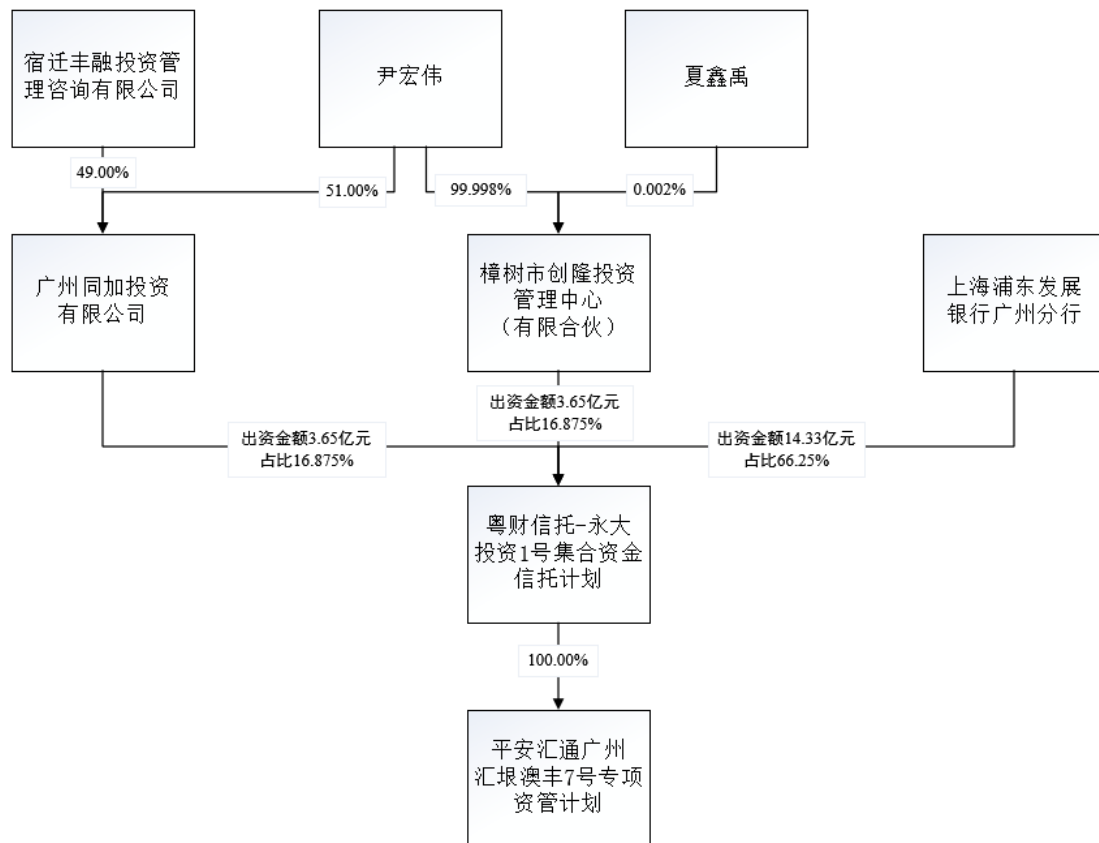 宿迁丰融投资管
理咨询有限公司
尹宏伟
夏鑫禹
49.00%
51.00%
99.998%
0.002%
广州同加投资
有限公司
樟树市创隆投资
管理中心
（有限合伙）
上海浦东发展
银行广州分行
出资金额3.65亿元
占比16.875%
出资金额3.65亿元
占比16.875%
出资金额14.33亿元
占比66.25%
粤财信托-永大
投资1号集合资金
信托计划
100.00%
平安汇通广州
汇垠澳丰7号专项
资管计划